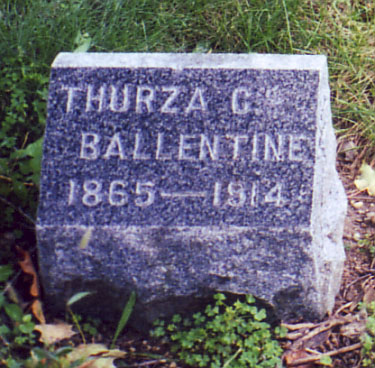 THURZA C.
BALLENTINE
1865—1914